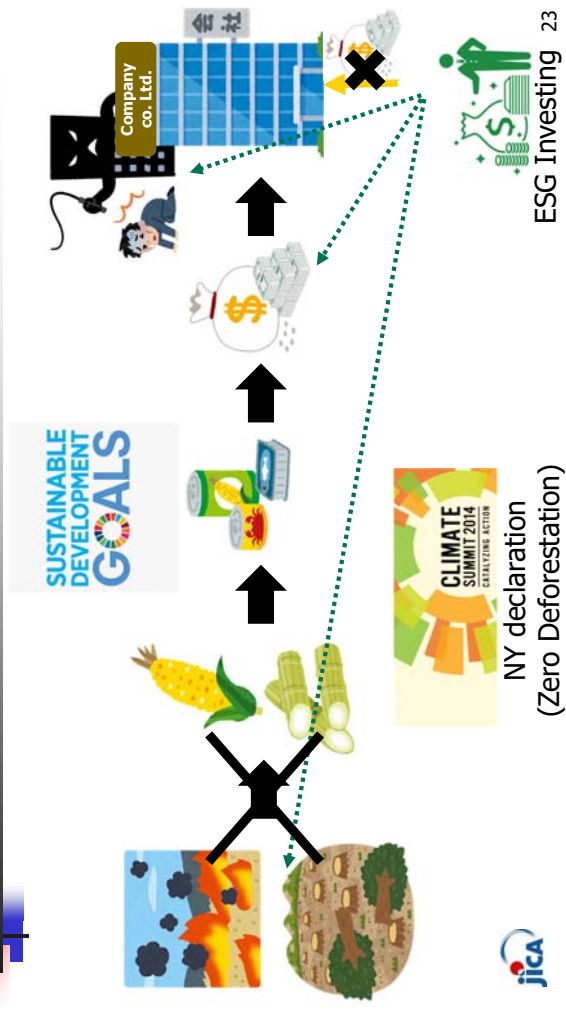 SUSTAINABLE
DEVELOPMENT
GOALS
Company
co. Ltd.
会社
$
$
CLIMATE
SUMMIT 2014
CATALYZING ACTION
NY declaration
(Zero Deforestation)
$
ESG Investing
23
JICA